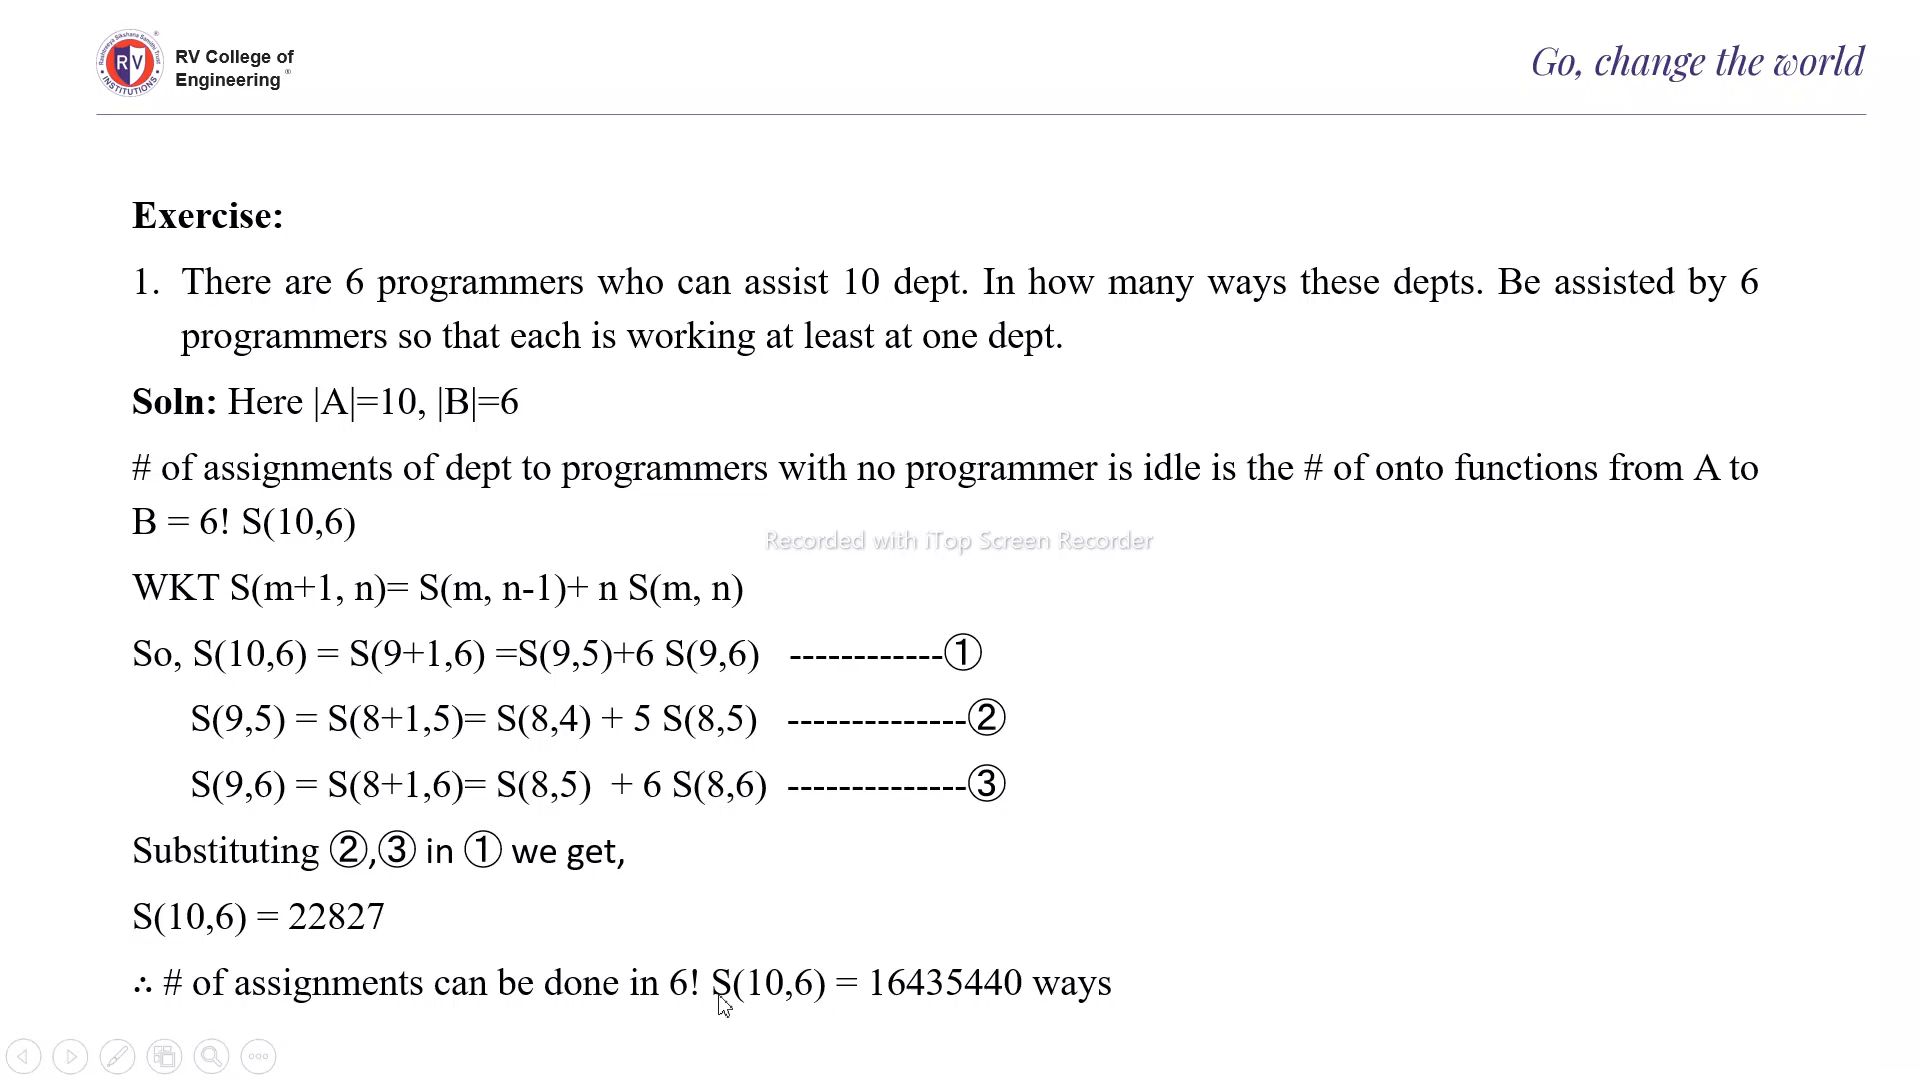 RV College of
Engineering ®
Go, change the world
Exercise:
1. There are 6 programmers who can assist 10 dept. In how many ways these depts. Be assisted by 6
programmers so that each is working at least at one dept.
Soln: Here |A|=10, |B|=6
# of assignments of dept to programmers with no programmer is idle is the # of onto functions from A to
B = 6! S(10,6)
Recorded with iTop Screen Recorder
WKT S(m+1, n)= S(m, n-1)+ n S(m, n)
So, S(10,6) = S(9+1,6) =S(9,5)+6 S(9,6) ------------①
S(9,5) = S(8+1,5)= S(8,4) + 5 S(8,5) --------------②
S(9,6) = S(8+1,6)= S(8,5) + 6 S(8,6) --------------③
Substituting ②,③ in ① we get,
S(10,6) = 22827
∴ # of assignments can be done in 6! S(10,6) = 16435440 ways